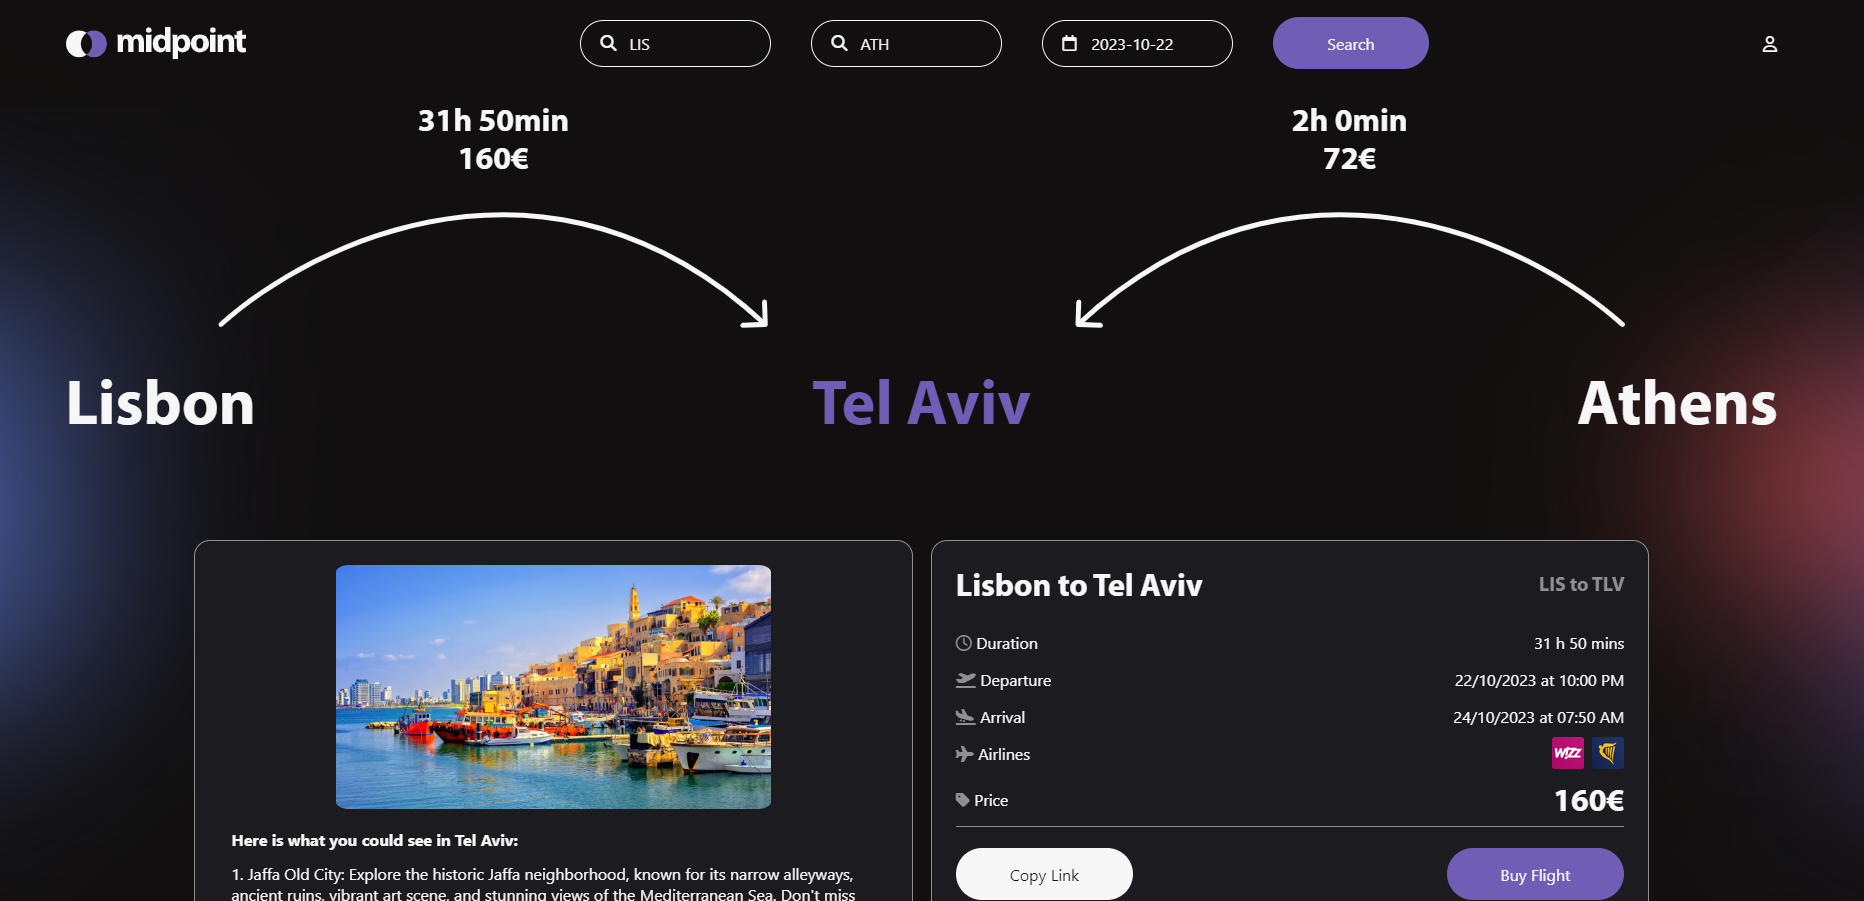 midpoint
LIS
ATH
2023-10-22
Search
31h 50min
160€
2h 0min
72€
Lisbon
Tel Aviv
Athens
Here is what you could see in Tel Aviv:
1. Jaffa Old City: Explore the historic Jaffa neighborhood, known for its narrow alleyways,
ancient ruins, vibrant art scene, and stunning views of the Mediterranean Sea. Don't miss
Lisbon to Tel Aviv
LIS to TLV
Duration
31 h 50 mins
Departure
22/10/2023 at 10:00 PM
Arrival
24/10/2023 at 07:50 AM
Airlines
WIZZ
Price
160€
Copy Link
Buy Flight